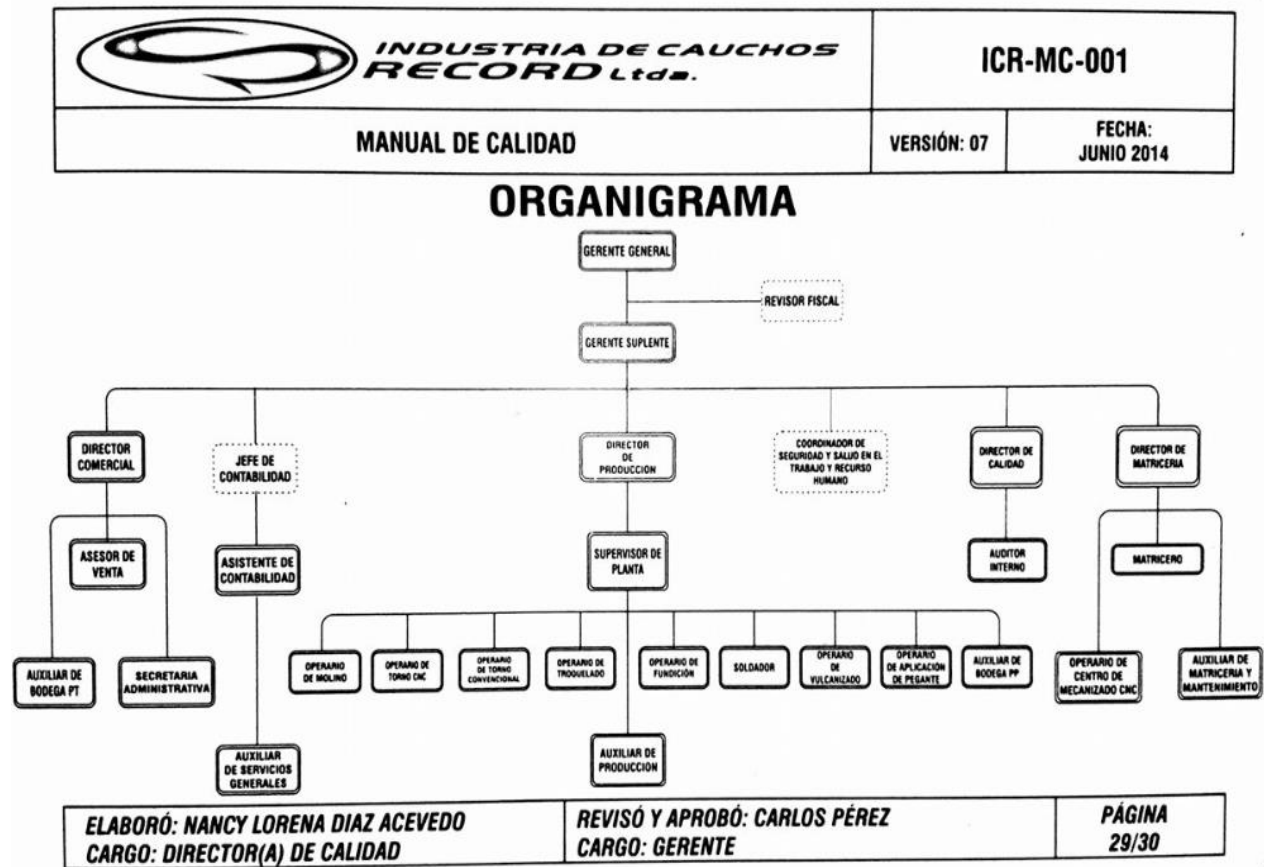 INDUSTRIA DE CAUCHOS
RECORD Ltda.
ICR-MC-001
MANUAL DE CALIDAD
VERSIÓN: 07
FECHA:
JUNIO 2014
ORGANIGRAMA
GERENTE GENERAL
REVISOR FISCAL
GERENTE SUPLENTE
DIRECTOR
COMERCIAL
JEFE DE
CONTABILIDAD
DIRECTOR
DE
PRODUCCION
COORDINADOR DE
SEGURIDAD Y SALUD EN EL
TRABAJO Y RECURSO
HUMANO
DIRECTOR DE
CALIDAD
DIRECTOR DE
MATRICERIA
ASESOR DE
VENTA
ASISTENTE DE
CONTABILIDAD
SUPERVISOR DE
PLANTA
AUDITOR
INTERNO
MATRICERO
AUXILIAR DE
BODEGA PT
SECRETARIA
ADMINISTRATIVA
OPERARIO
DE MOLINO
OPERARIO DE
TORNO CNC
OPERARIO
DE TORNO
CONVENCIONAL
OPERARIO DE
TROQUELADO
OPERARIO DE
FUNDICIÓN
SOLDADOR
OPERARIO
DE
VULCANIZADO
OPERARIO
DE APLICACIÓN
DE PEGANTE
AUXILIAR DE
BODEGA PP
OPERARIO DE
CENTRO DE
MECANIZADO CNC
AUXILIAR DE
MATRICERIA Y
MANTENIMIENTO
AUXILIAR
DE SERVICIOS
GENERALES
AUXILIAR DE
PRODUCCION
ELABORÓ: NANCY LORENA DIAZ ACEVEDO
CARGO: DIRECTOR(A) DE CALIDAD
REVISÓ Y APROBÓ: CARLOS PÉREZ
CARGO: GERENTE
PÁGINA
29/30